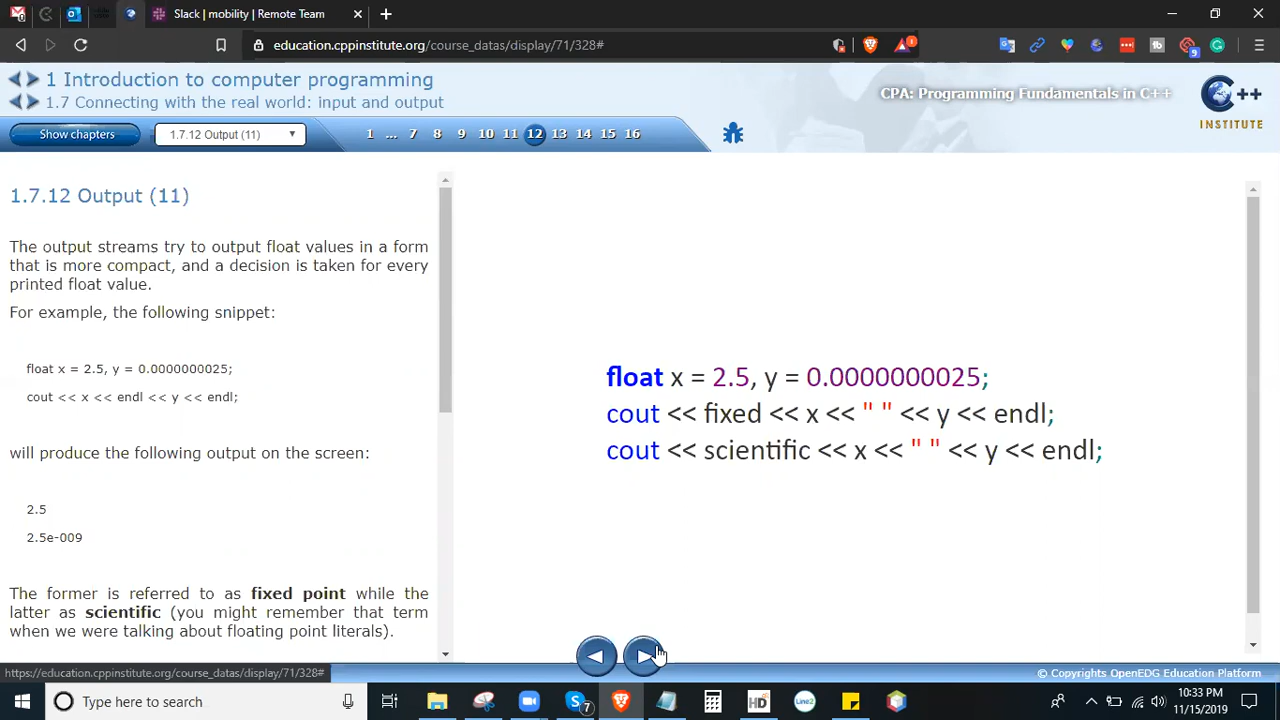 Slack | mobility | Remote Team
education.cppinstitute.org/course_datas/display/71/328#
1 Introduction to computer programming
1.7 Connecting with the real world: input and output
CPA: Programming Fundamentals in C++
++
INSTITUTE
Show chapters
1.7.12 Output (11)
1 ... 7 8 9 10 11 12 13 14 15 16
1.7.12 Output (11)
The output streams try to output float values in a form
that is more compact, and a decision is taken for every
printed float value.
For example, the following snippet:
float x = 2.5, y = 0.0000000025;
cout << x << endl << y << endl;
will produce the following output on the screen:
2.5
2.5e-009
The former is referred to as fixed point while the
latter as scientific (you might remember that term
when we were talking about floating point literals).
float x = 2.5, y = 0.0000000025;
cout << fixed << x << " " << y << endl;
cout << scientific << x << " " << y << endl;
https://education.cppinstitute.org/course_datas/display/71/328#
© Copyrights OpenEDG Education Platform
Type here to search
7
HD
Line2
10:33 PM
11/15/2019